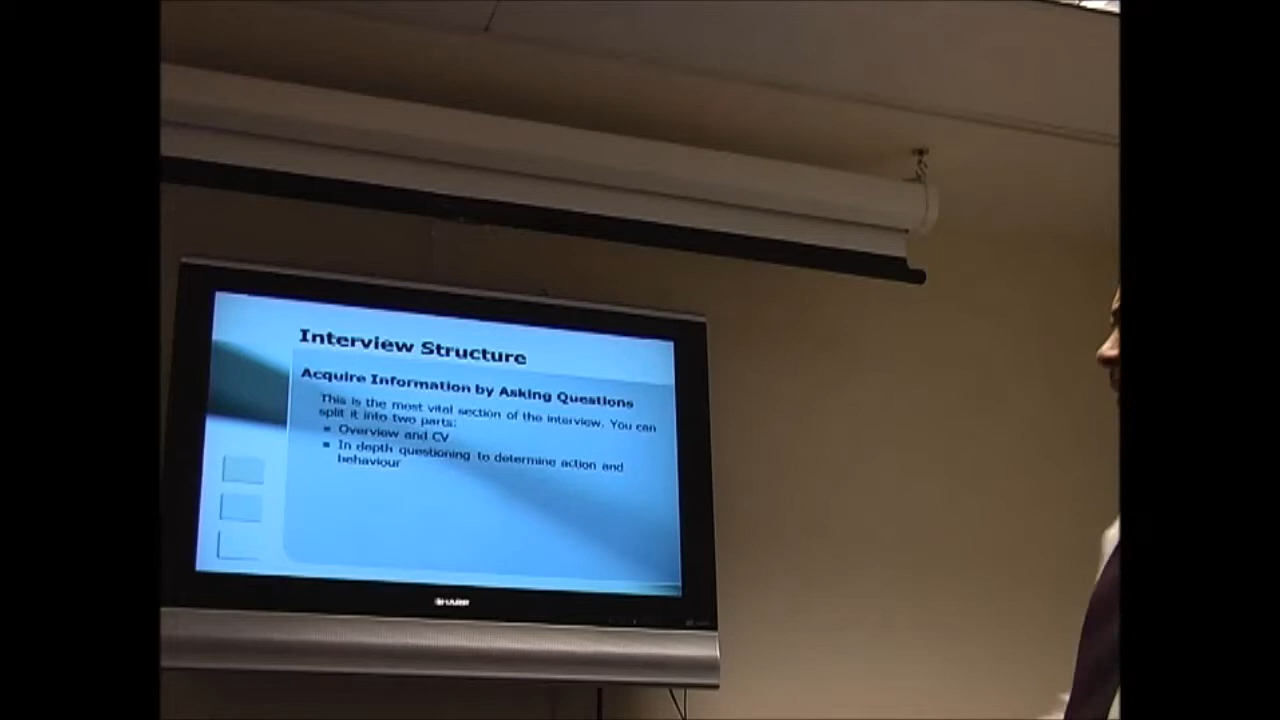 Interview Structure
Acquire Information by Asking Questions
This is the most vital section of the interview. You can
split it into two parts:
Overview and CV
In depth questioning to determine action and
behaviour
SHARP